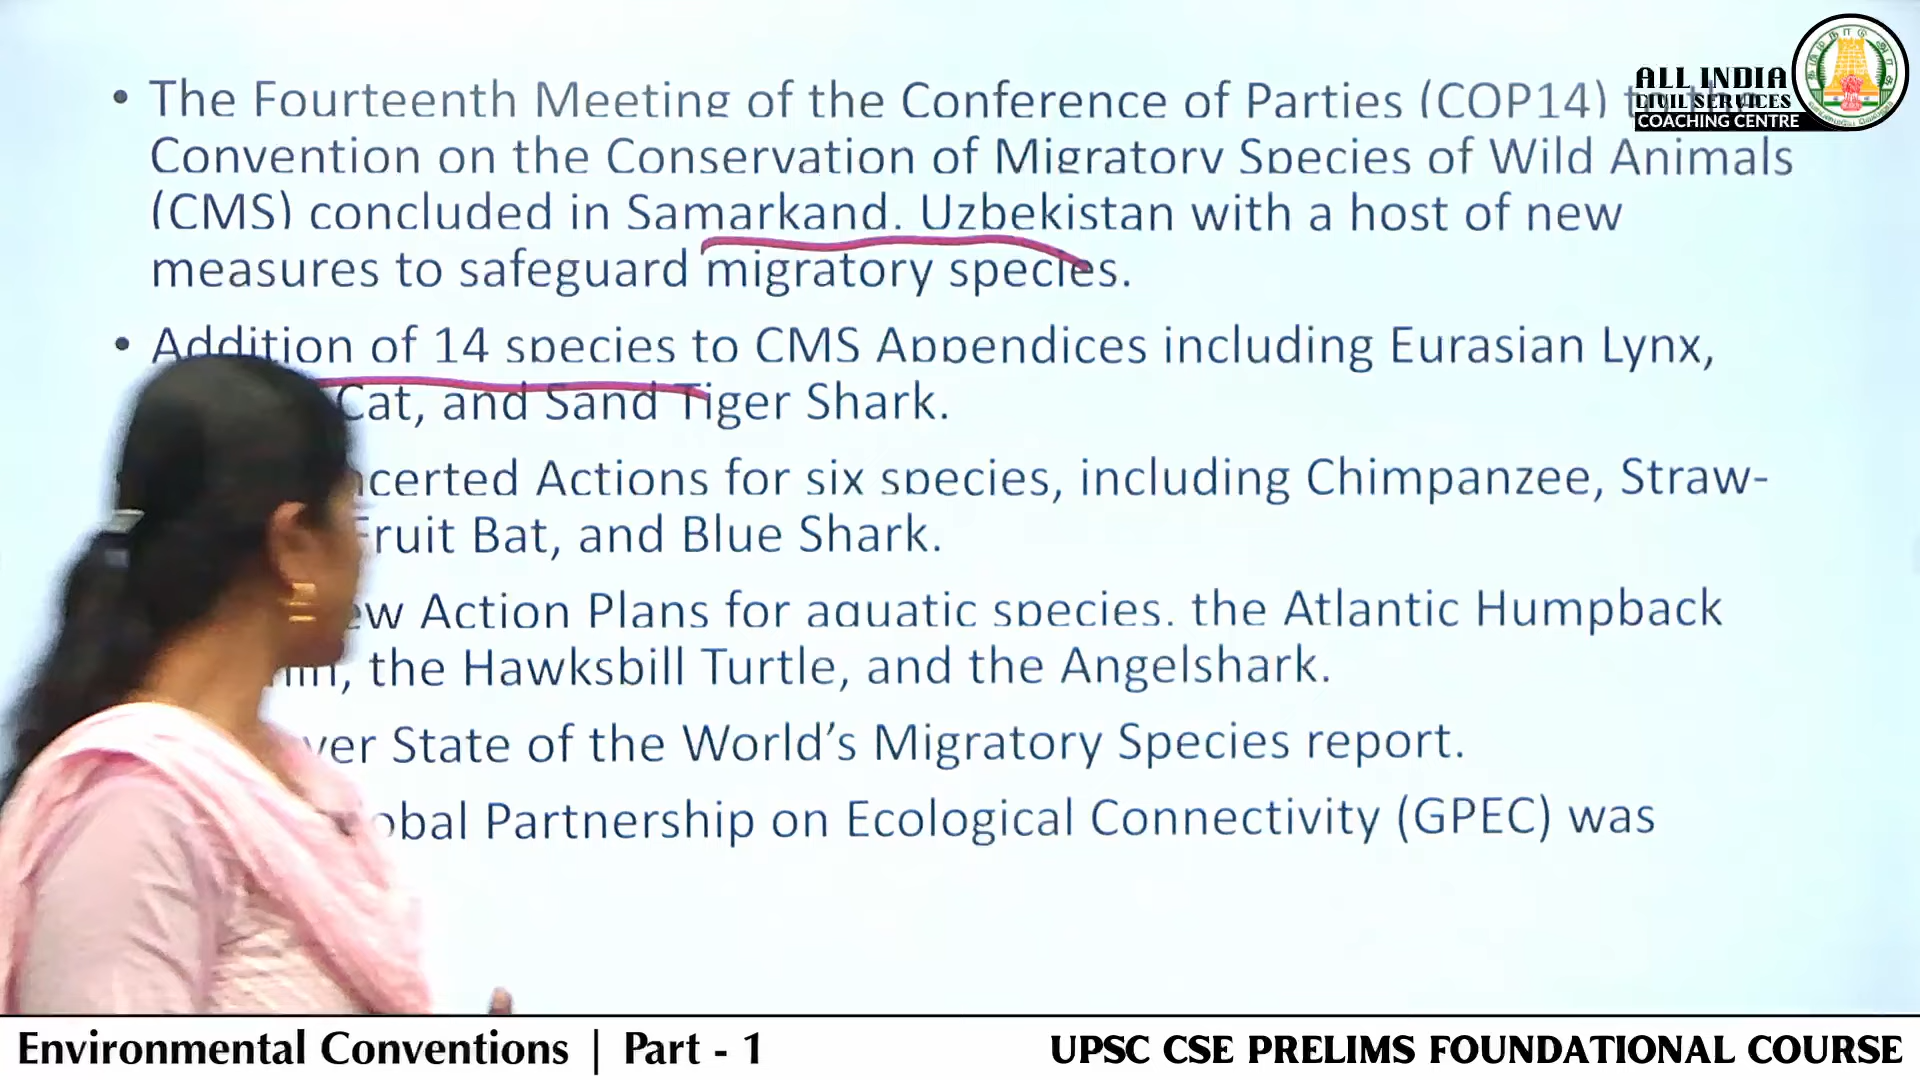 • The Fourteenth Meeting of the Conference of Parties (COP14)
Convention on the Conservation of Migratory Species of Wild Animals
(CMS) concluded in Samarkand. Uzbekistan with a host of new
measures to safeguard migratory species.
• Addition of 14 species to CMS Appendices including Eurasian Lynx,
Cat, and Sand Tiger Shark.
Actions for six species, including Chimpanzee, Straw-
Fruit Bat, and Blue Shark.
Action Plans for aquatic species. the Atlantic Humpback
the Hawksbill Turtle, and the Angelshark.
State of the World's Migratory Species report.
Partnership on Ecological Connectivity (GPEC) was
ALL INDIA
CIVIL SERVICES
COACHING CENTRE
Environmental Conventions | Part - 1
UPSC CSE PRELIMS FOUNDATIONAL COURSE